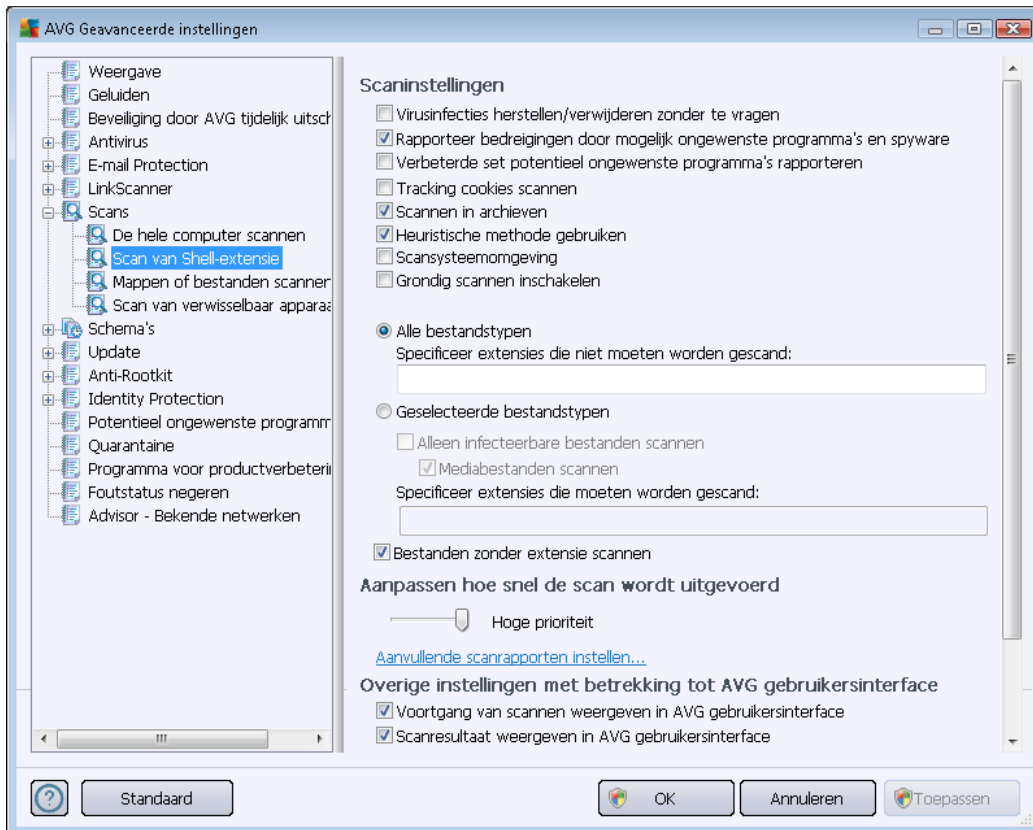 AVG Geavanceerde instellingen
Weergave
Geluiden
Beveiliging door AVG tijdelijk uitsch
Antivirus
E-mail Protection
LinkScanner
Scans
De hele computer scannen
Scan van Shell-extensie
Mappen of bestanden scannen
Scan van verwisselbaar apparaa
Schema's
Update
Anti-Rootkit
Identity Protection
Potentieel ongewenste programm
Quarantaine
Programma voor productverbeterin
Foutstatus negeren
Advisor - Bekende netwerken
Scaninstellingen
Virusinfecties herstellen/verwijderen zonder te vragen
Rapporteer bedreigingen door mogelijk ongewenste programma's en spyware
Verbeterde set potentieel ongewenste programma's rapporteren
Tracking cookies scannen
Scannen in archieven
Heuristische methode gebruiken
Scansysteemomgeving
Grondig scannen inschakelen
Alle bestandstypen
Specificeer extensies die niet moeten worden gescand:
Geselecteerde bestandstypen
Alleen infecteerbare bestanden scannen
Mediabestanden scannen
Specificeer extensies die moeten worden gescand:
Bestanden zonder extensie scannen
Aanpassen hoe snel de scan wordt uitgevoerd
Hoge prioriteit
Aanvullende scanrapporten instellen...
Overige instellingen met betrekking tot AVG gebruikersinterface
Voortgang van scannen weergeven in AVG gebruikersinterface
Scanresultaat weergeven in AVG gebruikersinterface
? Standaard OK Annuleren Toepassen